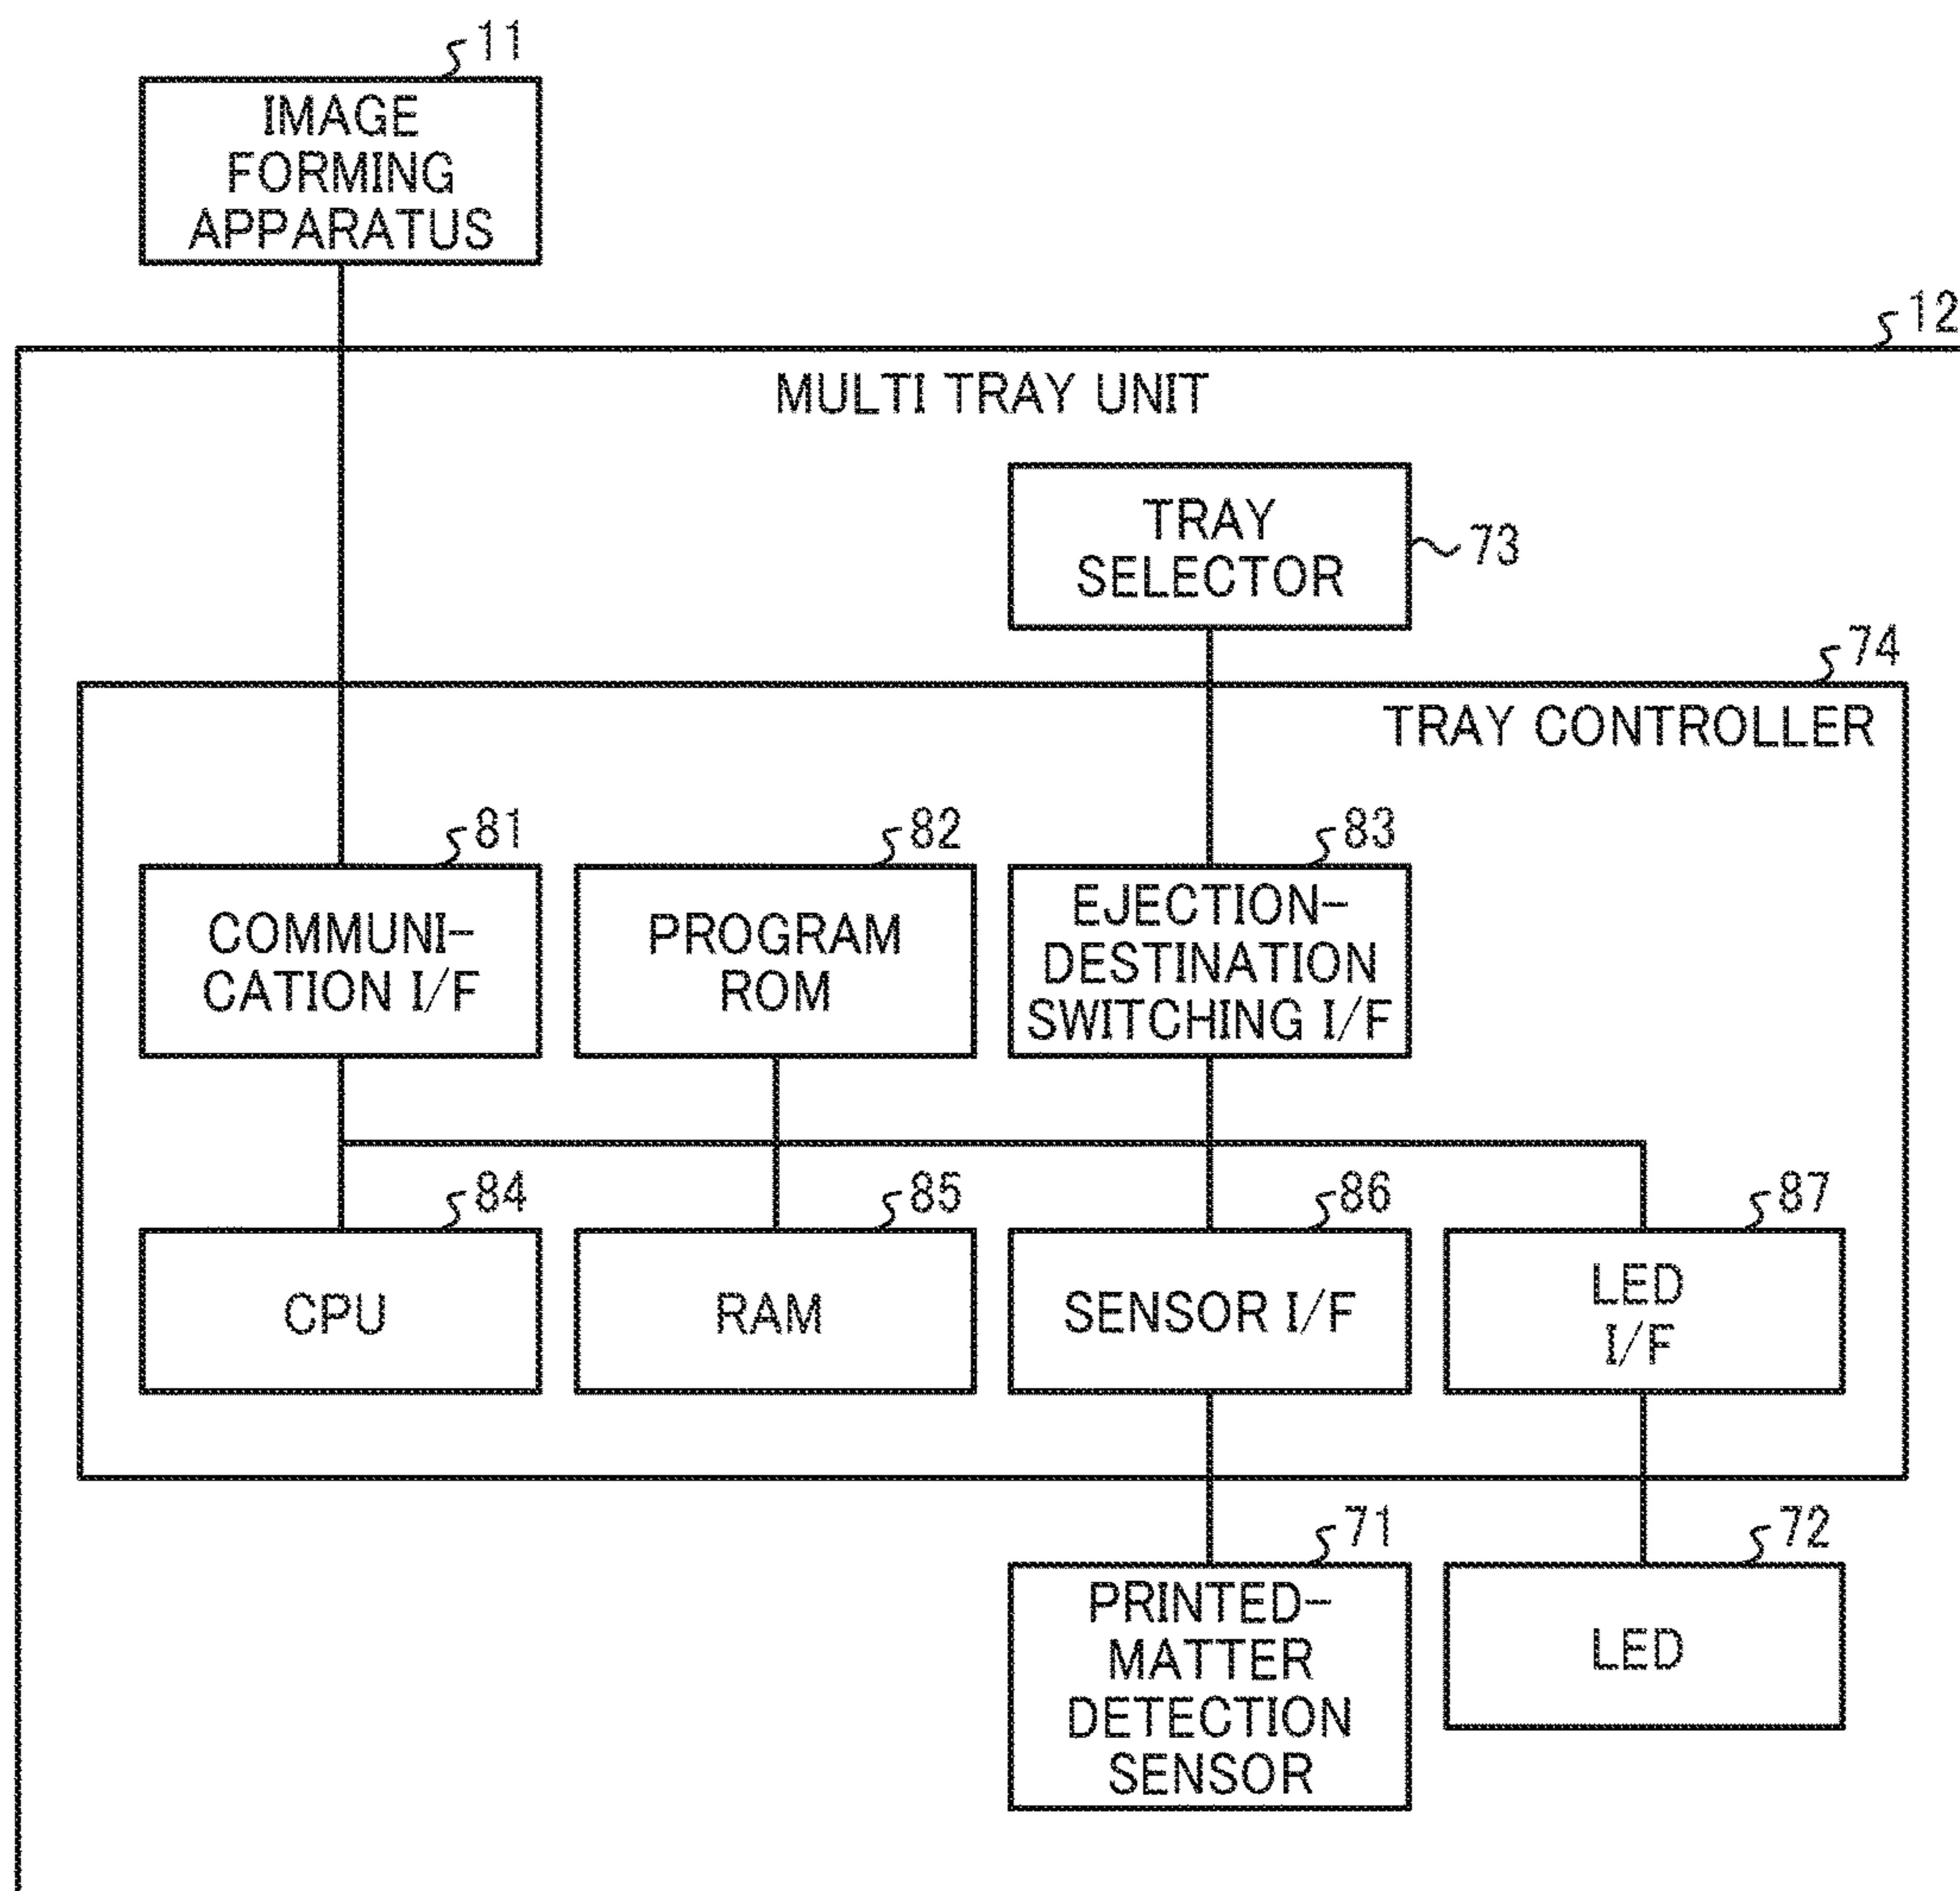 11
IMAGE
FORMING
APPARATUS
12
MULTI TRAY UNIT
TRAY
SELECTOR
73
74
TRAY CONTROLLER
81
COMMUNI-
CATION I/F
82
PROGRAM
ROM
83
EJECTION-
DESTINATION
SWITCHING I/F
84
CPU
85
RAM
86
SENSOR I/F
87
LED
I/F
71
PRINTED-
MATTER
DETECTION
SENSOR
72
LED